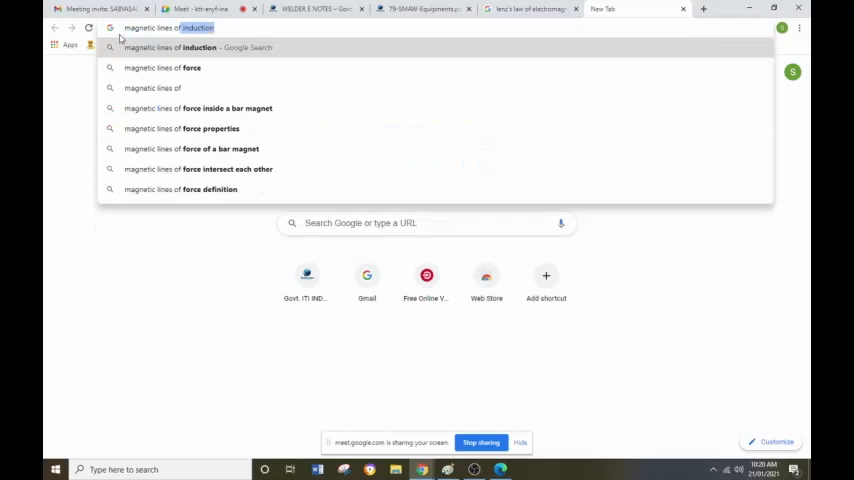 Meeting invite: SABYASAI
Meet - ktt-anyf-ina
WELDER E NOTES – Gov
79-SMAW-Equipments.p
lenz's law of electromag
New Tab
magnetic lines of induction
Apps
magnetic lines of induction - Google Search
magnetic lines of force
magnetic lines of
magnetic lines of force inside a bar magnet
magnetic lines of force properties
magnetic lines of force of a bar magnet
magnetic lines of force intersect each other
magnetic lines of force definition
S
S
Search Google or type a URL
Govt. ITI IND...
Gmail
Free Online V...
Web Store
Add shortcut
meet.google.com is sharing your screen.
Stop sharing
Hide
Customize
Type here to search
10:20 AM
21/01/2021